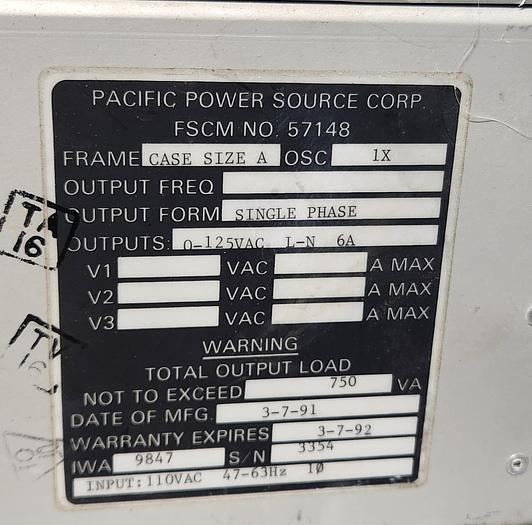 PACIFIC POWER SOURCE CORP.
FSCM NO. 57148
FRAME CASE SIZE A OSC 1X
OUTPUT FREQ
OUTPUT FORM SINGLE PHASE
OUTPUTS: 0-125VAC L-N 6A
V1 VAC A MAX
V2 VAC A MAX
V3 VAC A MAX
WARNING
TOTAL OUTPUT LOAD
NOT TO EXCEED 750 VA
DATE OF MFG. 3-7-91
WARRANTY EXPIRES 3-7-92
IWA 9847 S/N 3354
INPUT: 110VAC 47-63Hz 1Ø
TA
16